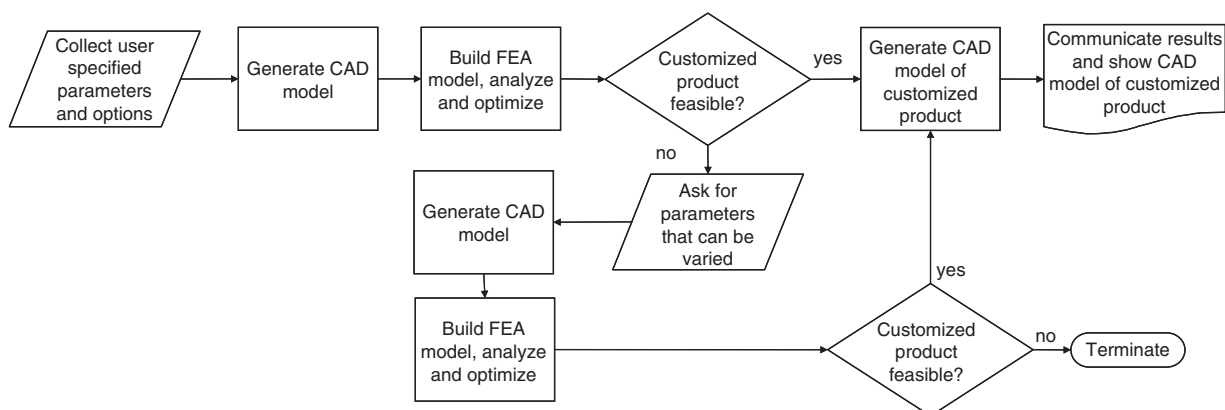 Collect user
specified
parameters
and options
Generate CAD
model
Build FEA
model, analyze
and optimize
Customized
product
feasible?
yes
Generate CAD
model of
customized
product
Communicate results
and show CAD
model of customized
product
no
Ask for
parameters
that can be
varied
Generate CAD
model
Build FEA
model, analyze
and optimize
Customized
product
feasible?
yes
no
Terminate